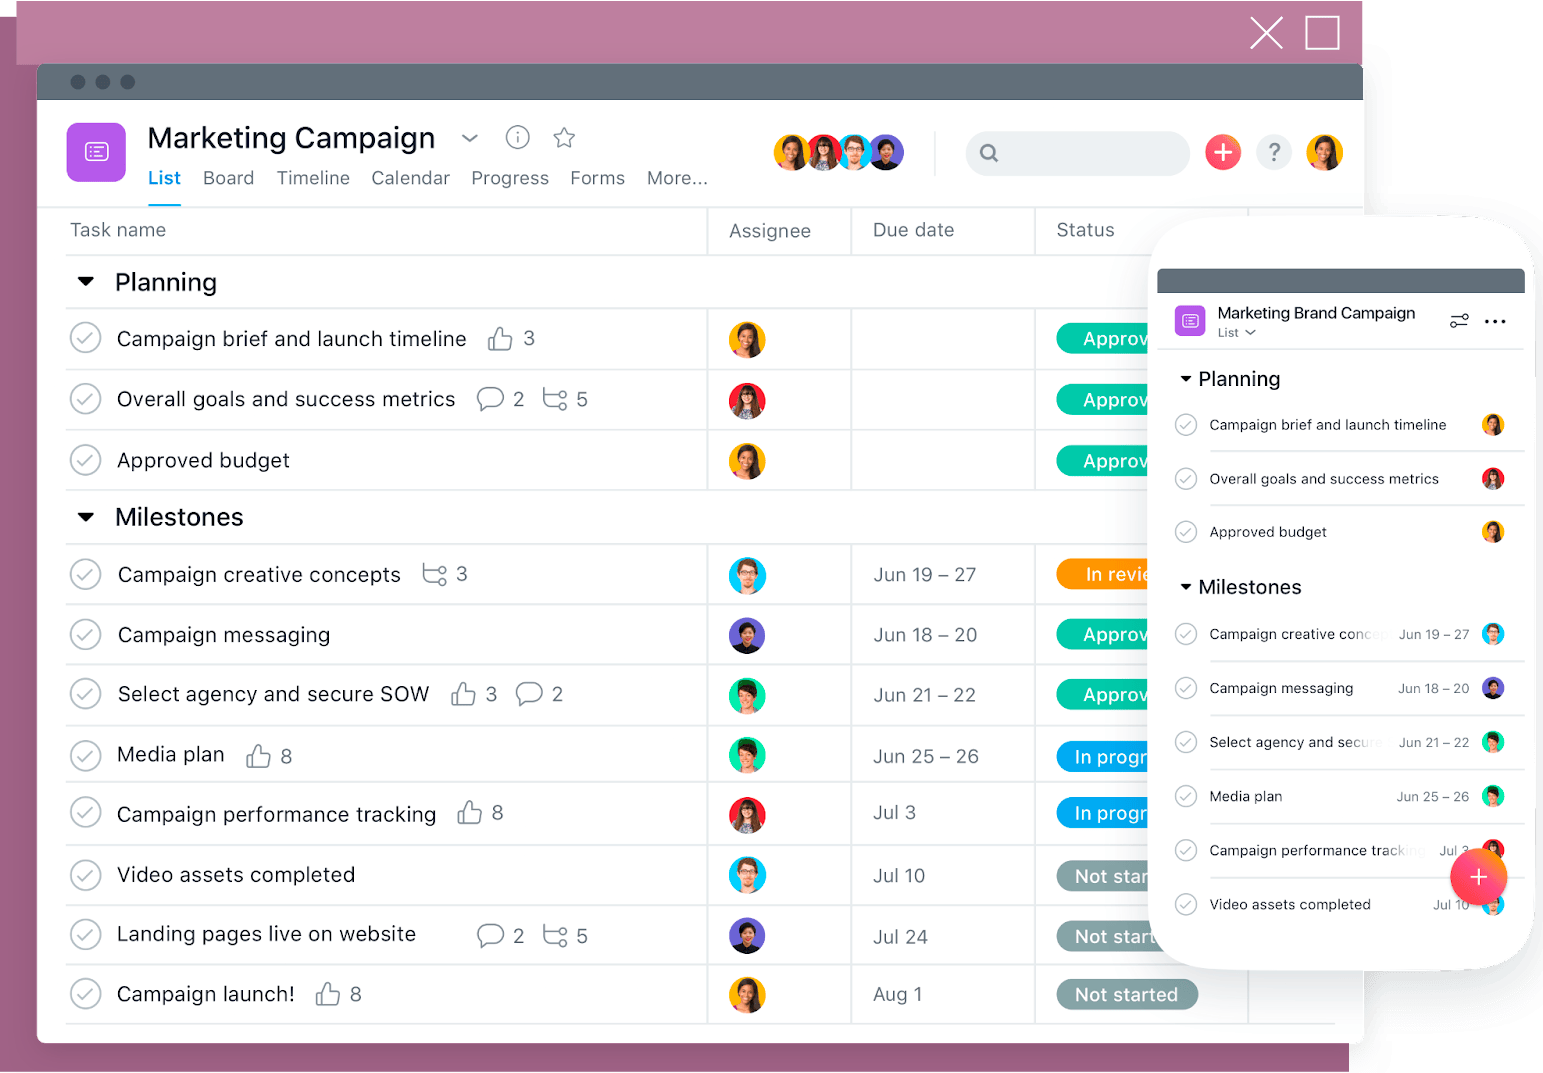 Marketing Campaign
List Board Timeline Calendar Progress Forms More...
?
Task name Assignee Due date Status
Planning
Campaign brief and launch timeline 3 Approv
Overall goals and success metrics 2 5 Approv
Approved budget Approv
Milestones
Campaign creative concepts 3 Jun 19 – 27 In revie
Campaign messaging Jun 18 – 20 Approv
Select agency and secure SOW 3 2 Jun 21 – 22 Approv
Media plan 8 Jun 25 – 26 In progr
Campaign performance tracking 8 Jul 3 In progr
Video assets completed Jul 10 Not star
Landing pages live on website 2 5 Jul 24 Not start
Campaign launch! 8 Aug 1 Not started
Marketing Brand Campaign
List
Planning
Campaign brief and launch timeline
Overall goals and success metrics
Approved budget
Milestones
Campaign creative conce Jun 19 – 27
Campaign messaging Jun 18 – 20
Select agency and secure Jun 21 – 22
Media plan Jun 25 – 26
Campaign performance tracking Jul 3
Video assets completed Jul 10